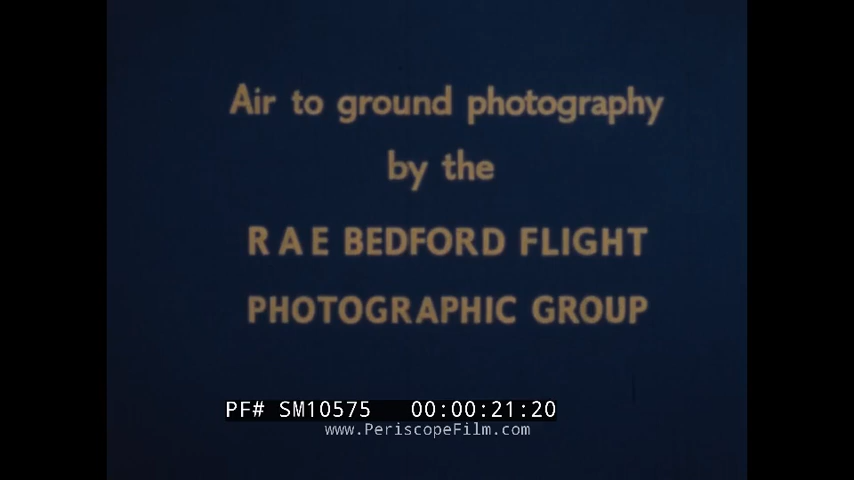 Air to ground photography
by the
R A E BEDFORD FLIGHT
PHOTOGRAPHIC GROUP
PF# SM10575 00:00:21:20
www.PeriscopeFilm.com